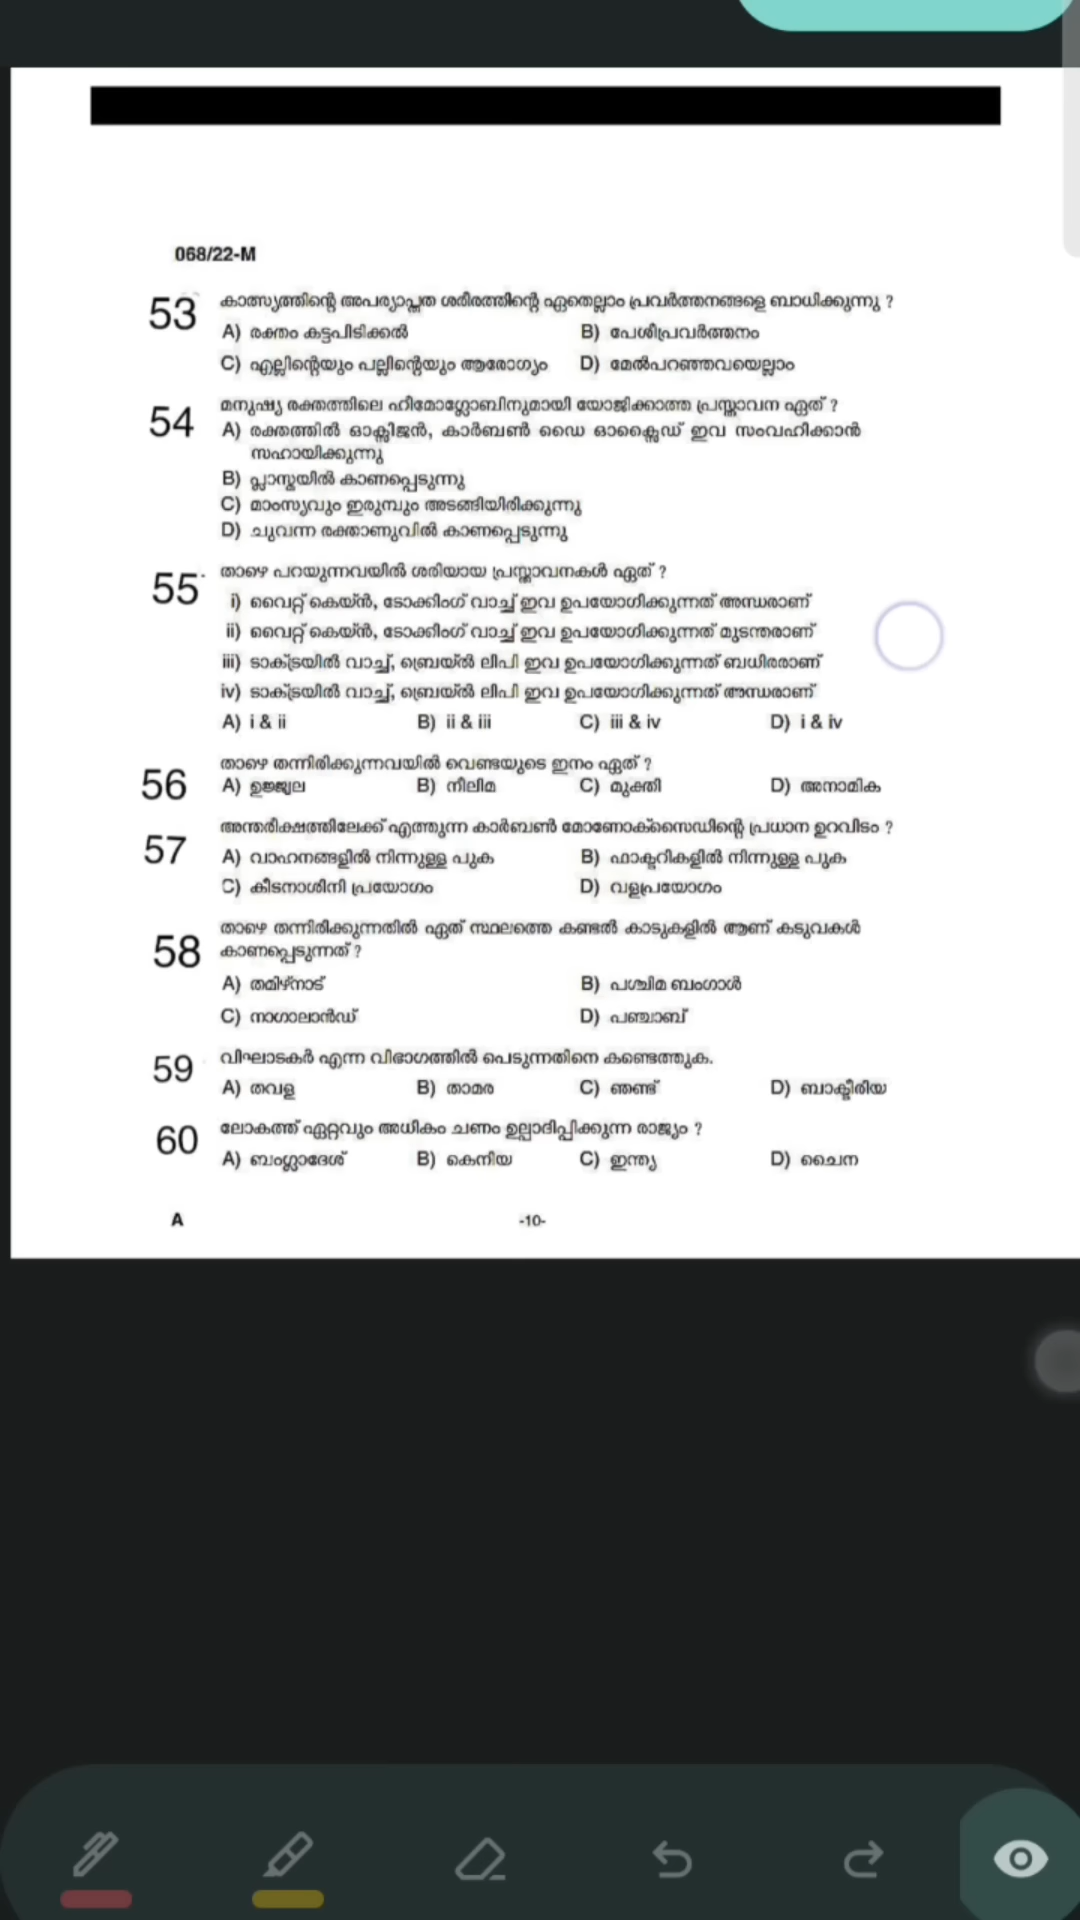 068/22-M
53 കാത്സ്യത്തിന്റെ അപര്യാപ്തത ശരീരത്തിന്റെ ഏതെല്ലാം പ്രവർത്തനങ്ങളെ ബാധിക്കുന്നു ?
A) രക്തം കട്ടപിടിക്കൽ B) പേശീപ്രവർത്തനം
C) എല്ലിന്റെയും പല്ലിന്റെയും ആരോഗ്യം D) മേൽപറഞ്ഞവയെല്ലാം
54 മനുഷ്യ രക്തത്തിലെ ഹീമോഗ്ലോബിനുമായി യോജിക്കാത്ത പ്രസ്താവന ഏത് ?
A) രക്തത്തിൽ ഓക്സിജൻ, കാർബൺ ഡൈ ഓക്സൈഡ് ഇവ സംവഹിക്കാൻ
സഹായിക്കുന്നു
B) പ്ലാസ്മയിൽ കാണപ്പെടുന്നു
C) മാംസ്യവും ഇരുമ്പും അടങ്ങിയിരിക്കുന്നു
D) ചുവന്ന രക്താണുവിൽ കാണപ്പെടുന്നു
55 താഴെ പറയുന്നവയിൽ ശരിയായ പ്രസ്താവനകൾ ഏത് ?
i) വൈറ്റ് കെയ്ൻ, ടോക്കിംഗ് വാച്ച് ഇവ ഉപയോഗിക്കുന്നത് അന്ധരാണ്
ii) വൈറ്റ് കെയ്ൻ, ടോക്കിംഗ് വാച്ച് ഇവ ഉപയോഗിക്കുന്നത് മുടന്തരാണ്
iii) ടാക്ട്രയിൽ വാച്ച്, ബ്രെയ്ൽ ലിപി ഇവ ഉപയോഗിക്കുന്നത് ബധിരരാണ്
iv) ടാക്ട്രയിൽ വാച്ച്, ബ്രെയ്ൽ ലിപി ഇവ ഉപയോഗിക്കുന്നത് അന്ധരാണ്
A) i & ii B) ii & iii C) iii & iv D) i & iv
56 താഴെ തന്നിരിക്കുന്നവയിൽ വെണ്ടയുടെ ഇനം ഏത് ?
A) ഉജ്ജ്വല B) നീലിമ C) മുക്തി D) അനാമിക
57 അന്തരീക്ഷത്തിലേക്ക് എത്തുന്ന കാർബൺ മോണോക്സൈഡിന്റെ പ്രധാന ഉറവിടം ?
A) വാഹനങ്ങളിൽ നിന്നുള്ള പുക B) ഫാക്ടറികളിൽ നിന്നുള്ള പുക
C) കീടനാശിനി പ്രയോഗം D) വളപ്രയോഗം
58 താഴെ തന്നിരിക്കുന്നതിൽ ഏത് സ്ഥലത്തെ കണ്ടൽ കാടുകളിൽ ആണ് കടുവകൾ
കാണപ്പെടുന്നത് ?
A) തമിഴ്നാട് B) പശ്ചിമ ബംഗാൾ
C) നാഗാലാൻഡ് D) പഞ്ചാബ്
59 വിഘാടകർ എന്ന വിഭാഗത്തിൽ പെടുന്നതിനെ കണ്ടെത്തുക.
A) തവള B) താമര C) ഞണ്ട് D) ബാക്ടീരിയ
60 ലോകത്ത് ഏറ്റവും അധികം ചണം ഉല്പാദിപ്പിക്കുന്ന രാജ്യം ?
A) ബംഗ്ലാദേശ് B) കെനിയ C) ഇന്ത്യ D) ചൈന
A -10-